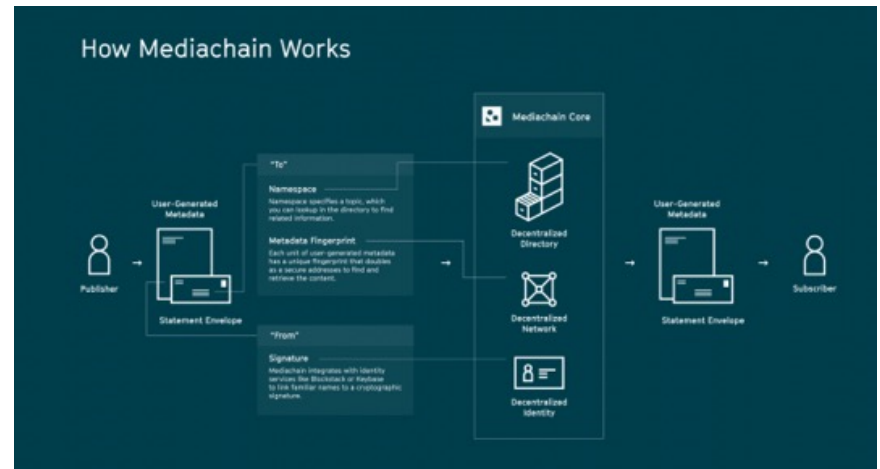 How Mediachain Works
Mediachain Core
"To"
Namespace
Namespace specifies a topic, which
you can lookup in the directory to find
related information.
Metadata Fingerprint
Each unit of user-generated metadata
has a unique fingerprint that doubles
as a secure addresses to find and
retrieve the content.
User-Generated
Metadata
Publisher
Statement Envelope
"From"
Signature
Mediachain integrates with identity
services like Blockstack or Keybase
to link familiar names to a cryptographic
signature.
Decentralized
Directory
Decentralized
Network
Decentralized
Identity
User-Generated
Metadata
Statement Envelope
Subscriber